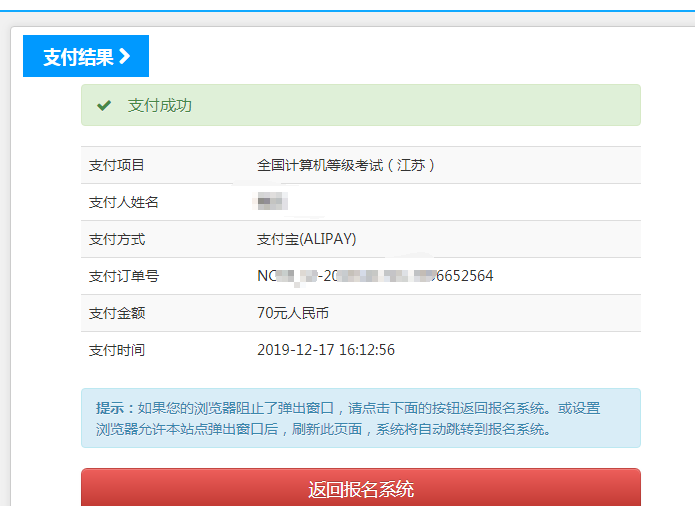 支付结果
支付成功
支付项目 全国计算机等级考试（江苏）
支付人姓名
支付方式 支付宝(ALIPAY)
支付订单号 NC 6652564
支付金额 70元人民币
支付时间 2019-12-17 16:12:56
提示：如果您的浏览器阻止了弹出窗口，请点击下面的按钮返回报名系统。或设置
浏览器允许本站点弹出窗口后，刷新此页面，系统将自动跳转到报名系统。
返回报名系统